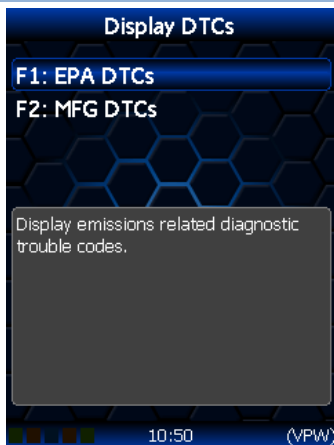 Display DTCs
F1: EPA DTCs
F2: MFG DTCs
Display emissions related diagnostic
trouble codes.
10:50 (VPW)